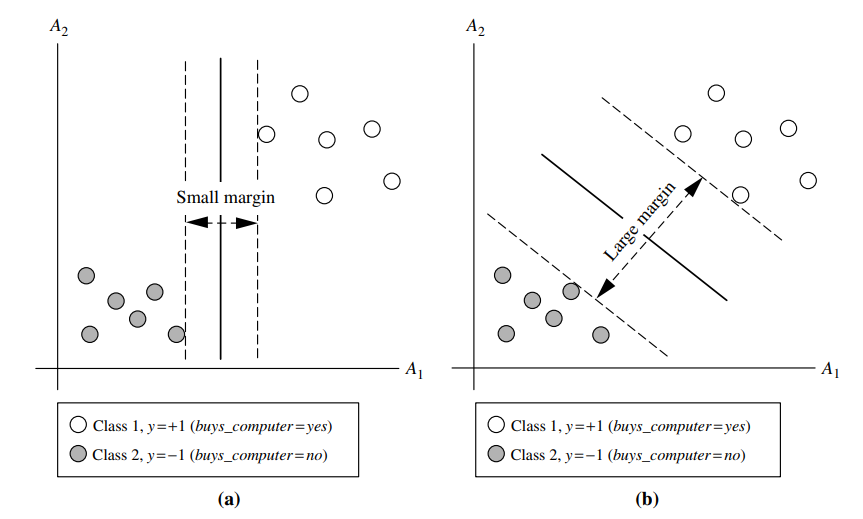 A2
Small margin
A1
Class 1, y=+1 (buys_computer=yes)
Class 2, y=−1 (buys_computer=no)
(a)
A2
Large margin
A1
Class 1, y=+1 (buys_computer=yes)
Class 2, y=−1 (buys_computer=no)
(b)